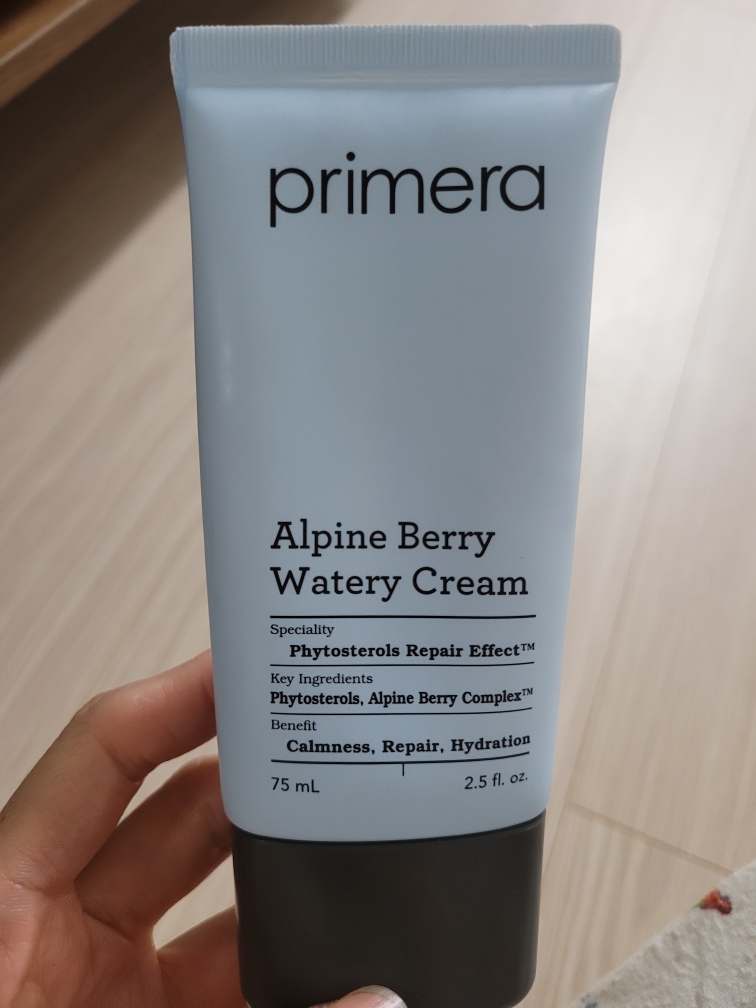 primera
Alpine Berry
Watery Cream
Speciality
Phytosterols Repair Effect™
Key Ingredients
Phytosterols, Alpine Berry Complex™
Benefit
Calmness, Repair, Hydration
75 mL 2.5 fl. oz.